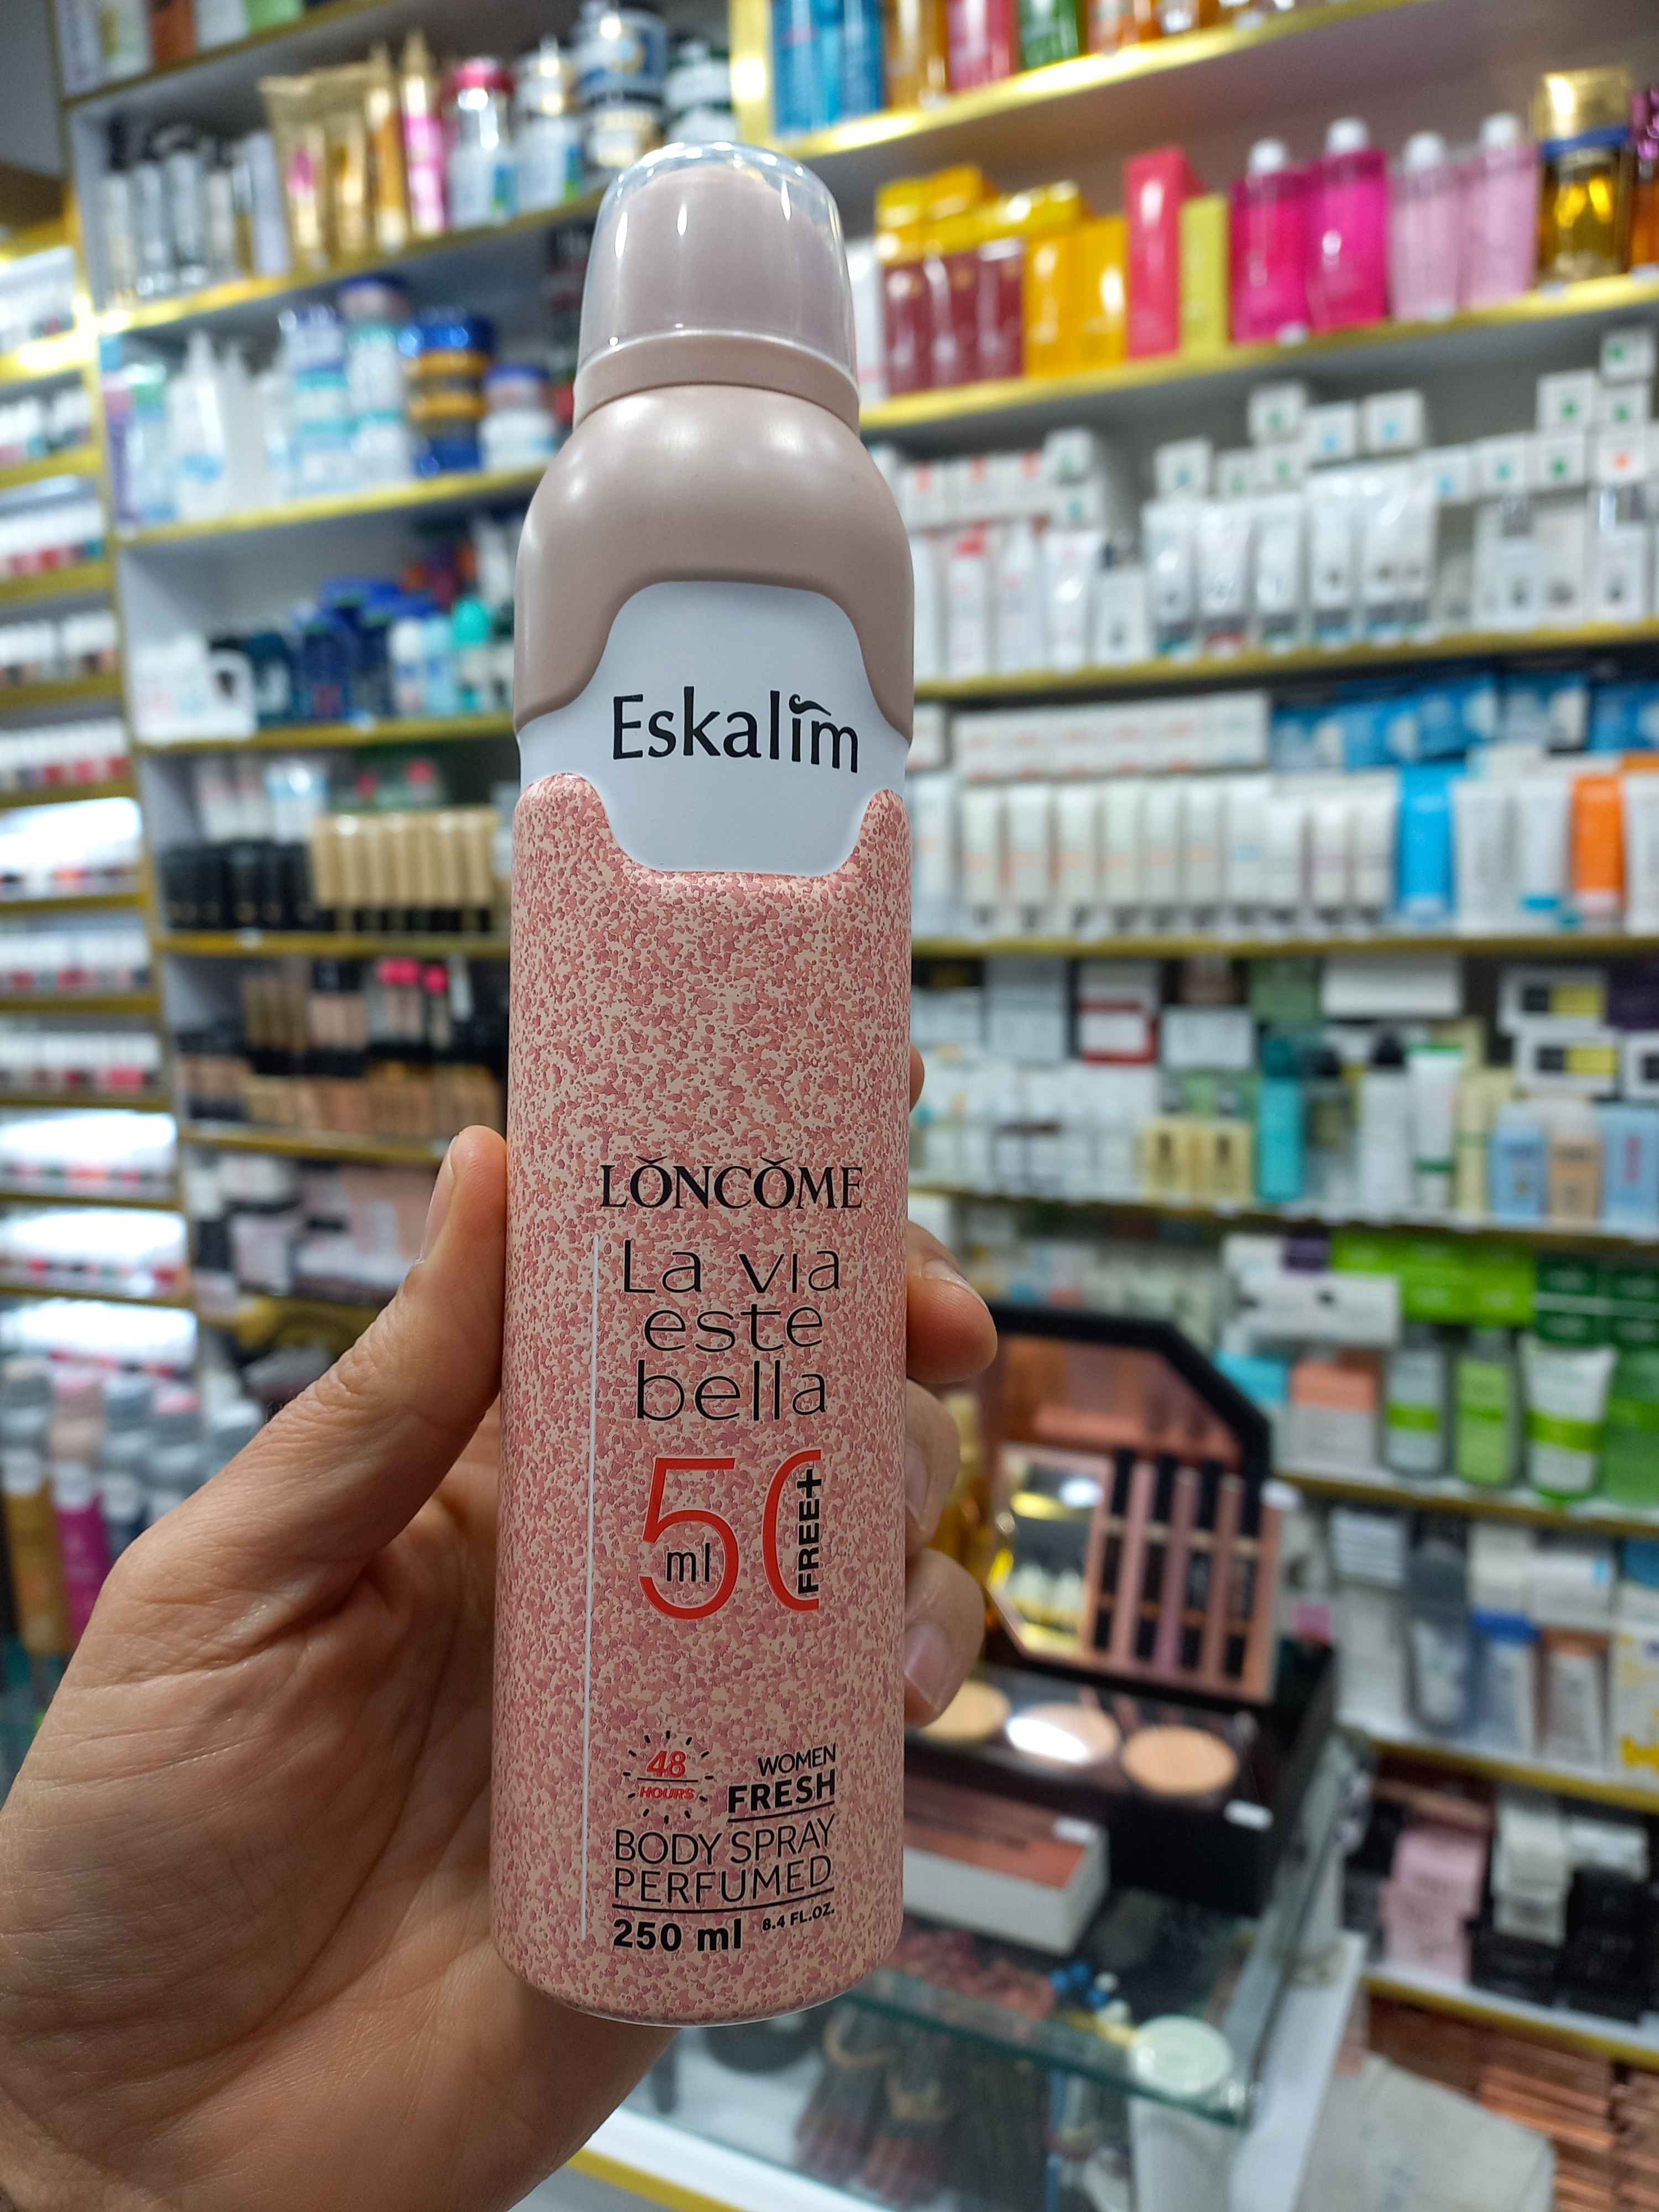 Eskalim
LŎNCŎME
La via
este
bella
50
ml
FREE+
48
HOURS
WOMEN
FRESH
BODY SPRAY
PERFUMED
250 ml 8.4 FL.OZ.